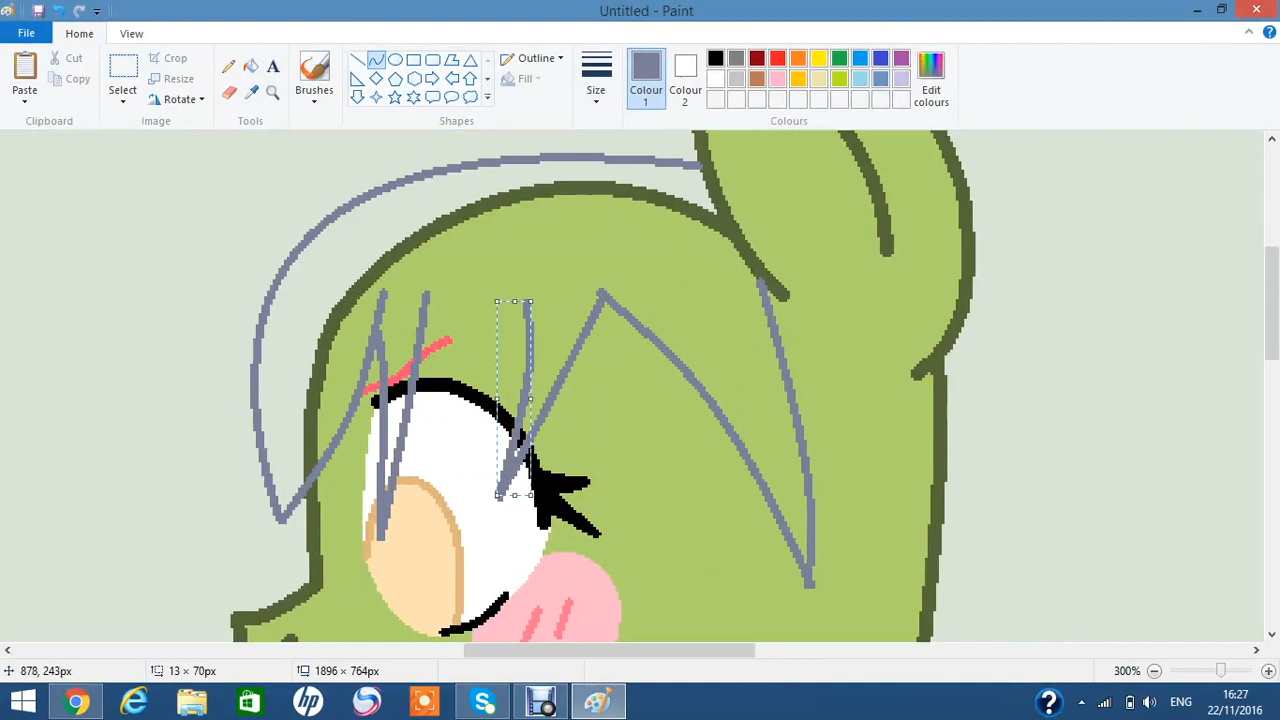 Untitled - Paint
File Home View
Paste
Cut
Copy
Clipboard
Select
Crop
Resize
Rotate
Image
A
Tools
Brushes
Outline
Fill
Shapes
Size
Colour 1
Colour 2
Edit colours
Colours
878, 243px
13 × 70px
1896 × 764px
300%
hp
ENG
16:27
22/11/2016